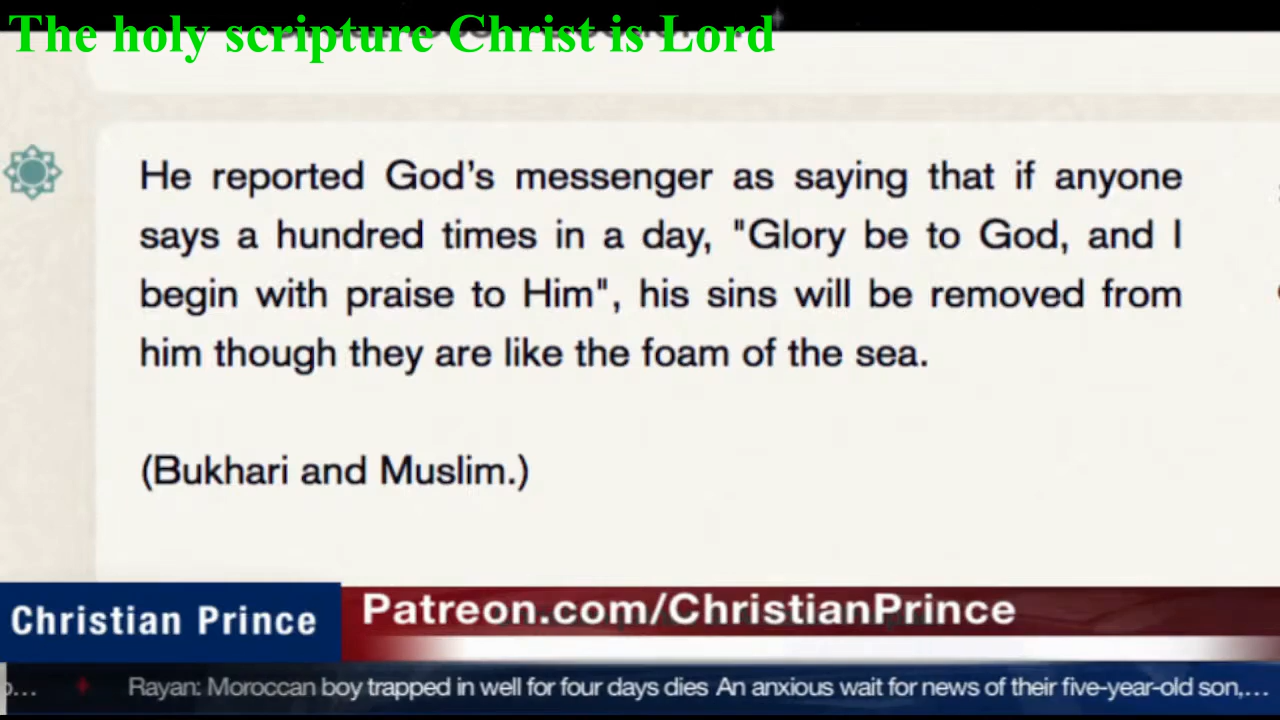 The holy scripture Christ is Lord
He reported God's messenger as saying that if anyone
says a hundred times in a day, "Glory be to God, and I
begin with praise to Him", his sins will be removed from
him though they are like the foam of the sea.
(Bukhari and Muslim.)
Christian Prince
Patreon.com/ChristianPrince
Rayan: Moroccan boy trapped in well for four days dies An anxious wait for news of their five-year-old son,...